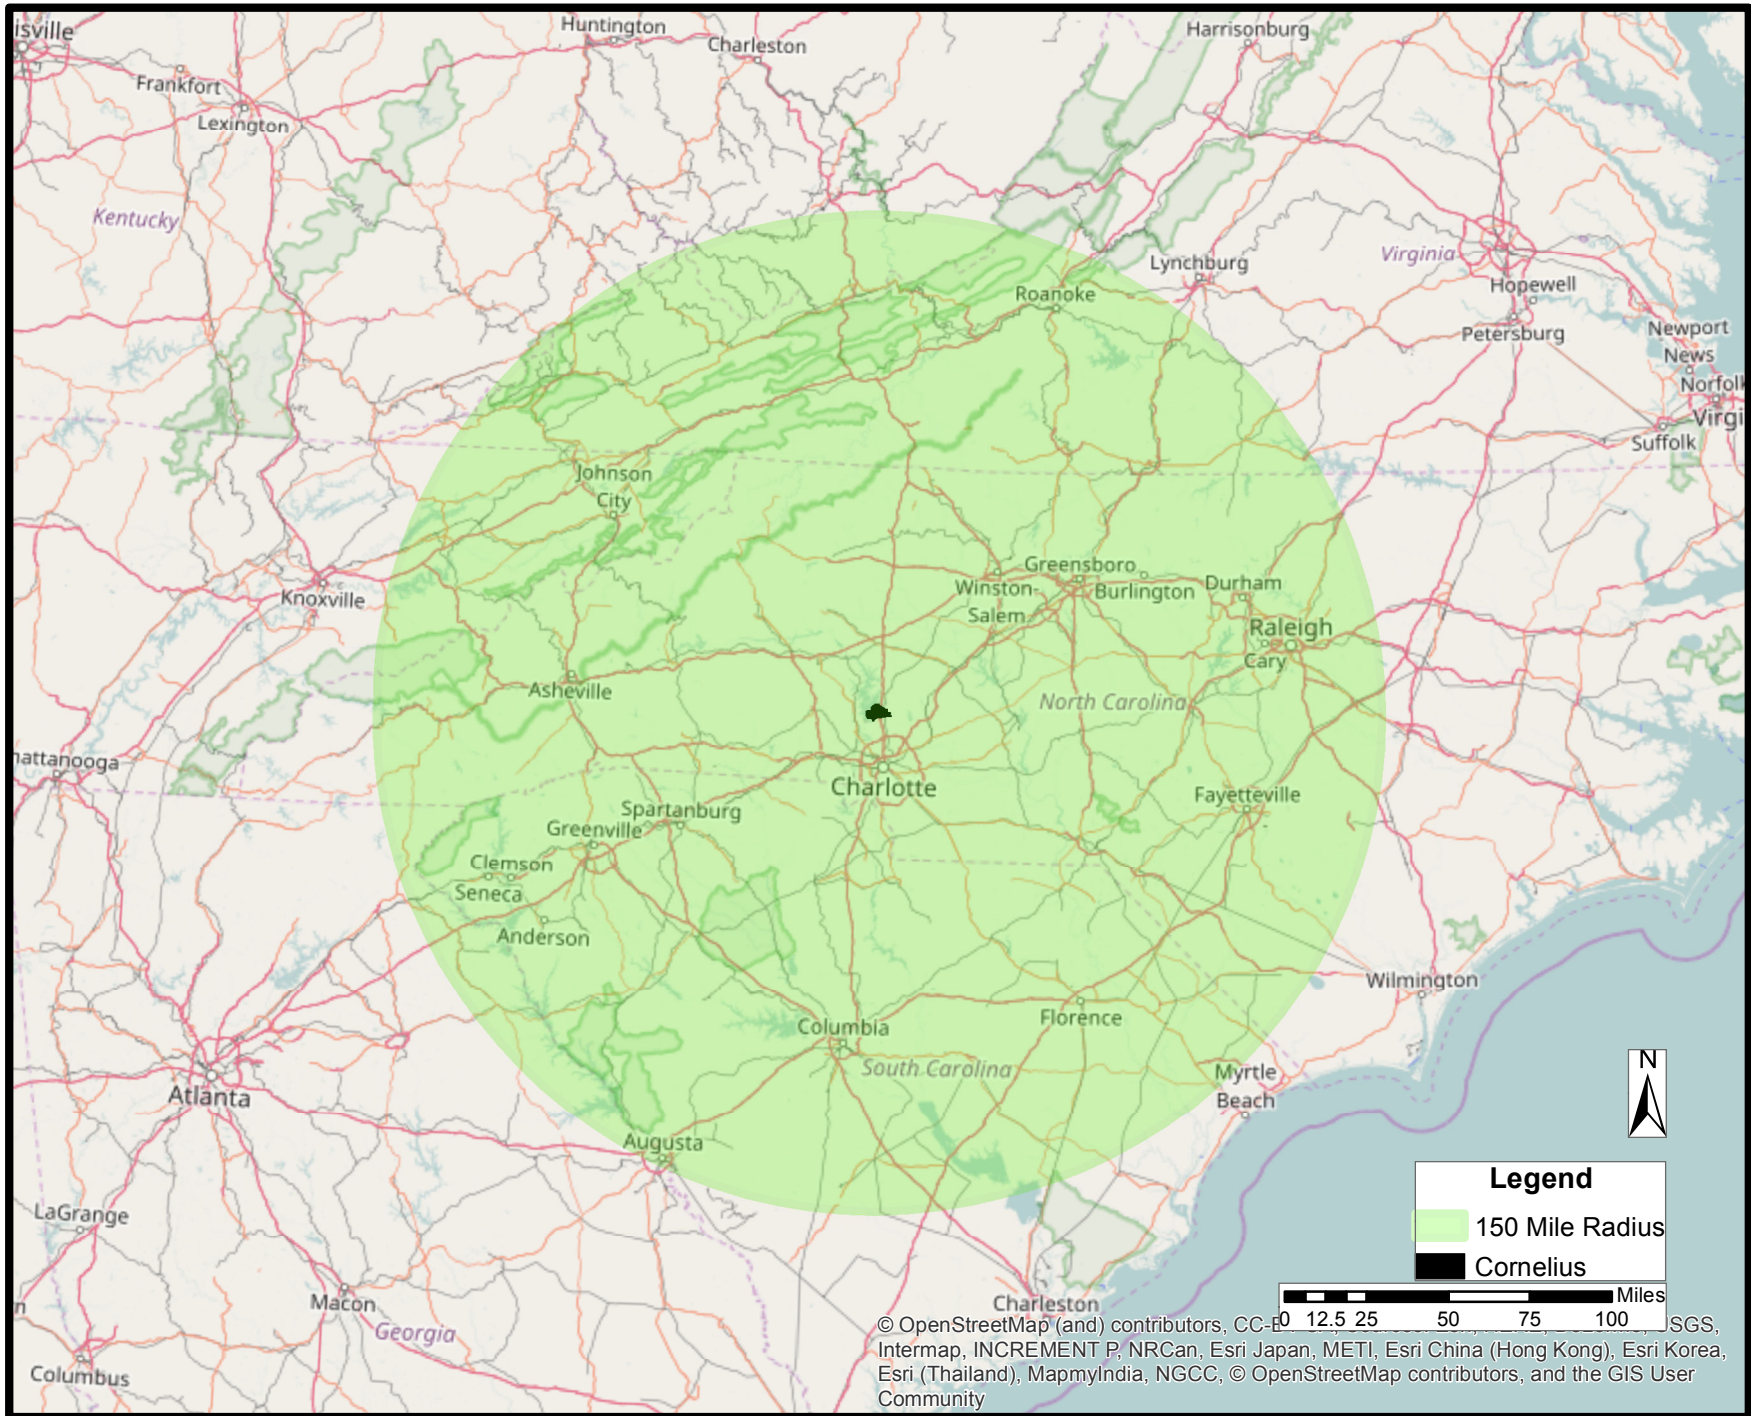 isville
Huntington
Charleston
Harrisonburg
Frankfort
Lexington
Kentucky
Virginia
Lynchburg
Roanoke
Hopewell
Petersburg
Newport
News
Norfolk
Virgi
Suffolk
Johnson
City
Knoxville
Greensboro
Winston-
Salem
Burlington
Durham
Raleigh
Cary
Asheville
North Carolina
hattanooga
Charlotte
Fayetteville
Spartanburg
Greenville
Clemson
Seneca
Anderson
Wilmington
Columbia
Florence
South Carolina
Myrtle
Beach
Atlanta
Augusta
N
LaGrange
Macon
Georgia
Charleston
n
Columbus
Legend
150 Mile Radius
Cornelius
Miles
0 12.5 25 50 75 100
© OpenStreetMap (and) contributors, CC-B SGS,
Intermap, INCREMENT P, NRCan, Esri Japan, METI, Esri China (Hong Kong), Esri Korea,
Esri (Thailand), MapmyIndia, NGCC, © OpenStreetMap contributors, and the GIS User
Community